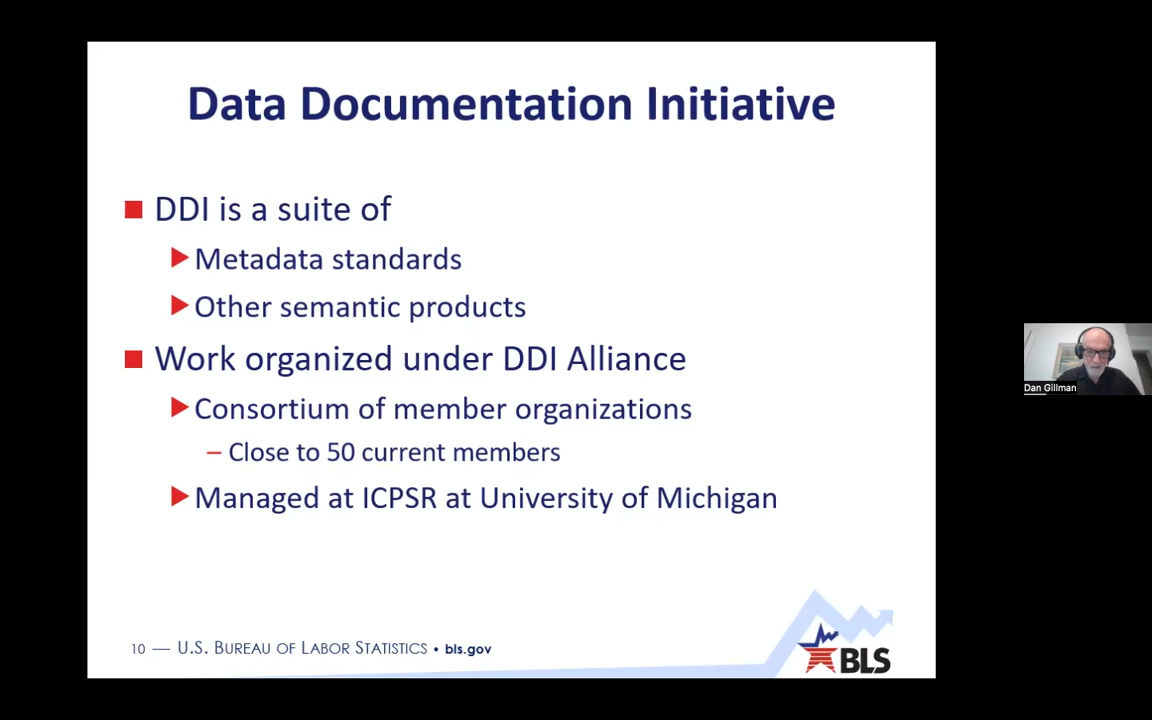 Data Documentation Initiative
DDI is a suite of
Metadata standards
Other semantic products
Work organized under DDI Alliance
Consortium of member organizations
– Close to 50 current members
Managed at ICPSR at University of Michigan
Dan Gillman
10 — U.S. BUREAU OF LABOR STATISTICS • bls.gov
BLS